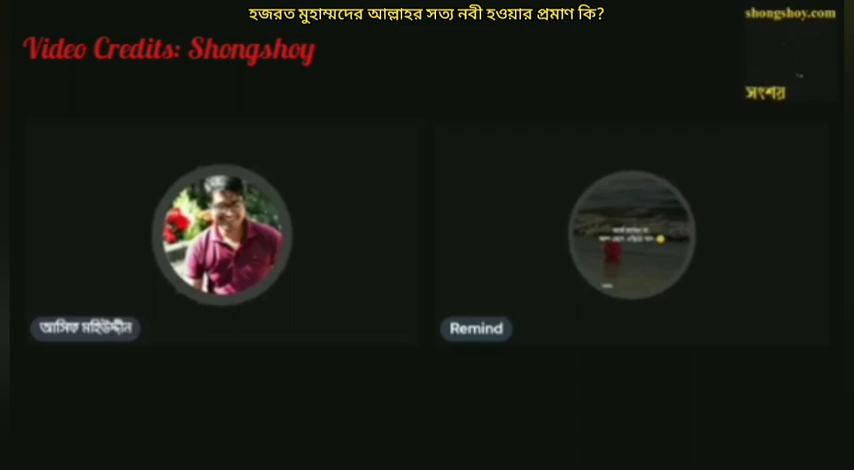 হজরত মুহাম্মদের আল্লাহর সত্য নবী হওয়ার প্রমাণ কি?
shongshoy.com
Video Credits: Shongshoy
সংশয়
আসিফ মহিউদ্দীন
Remind